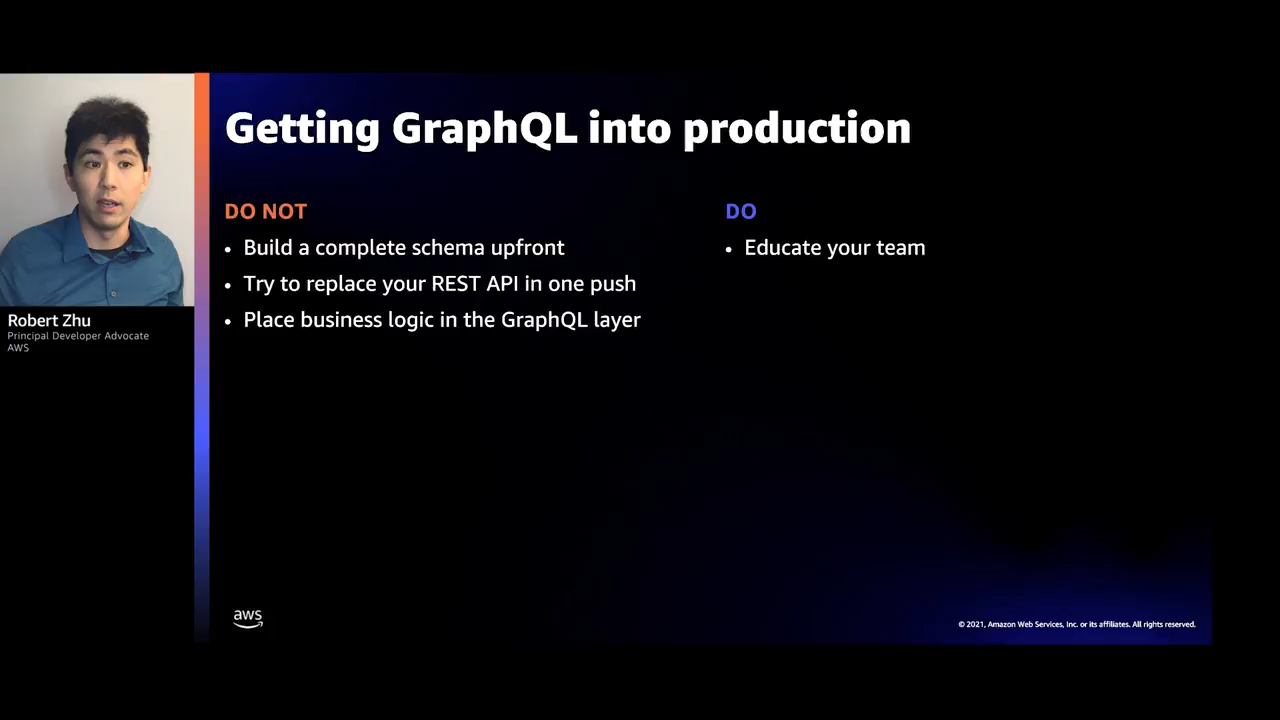 Getting GraphQL into production
DO NOT
• Build a complete schema upfront
• Try to replace your REST API in one push
• Place business logic in the GraphQL layer
DO
• Educate your team
Robert Zhu
Principal Developer Advocate
AWS
aws
© 2021, Amazon Web Services, Inc. or its affiliates. All rights reserved.